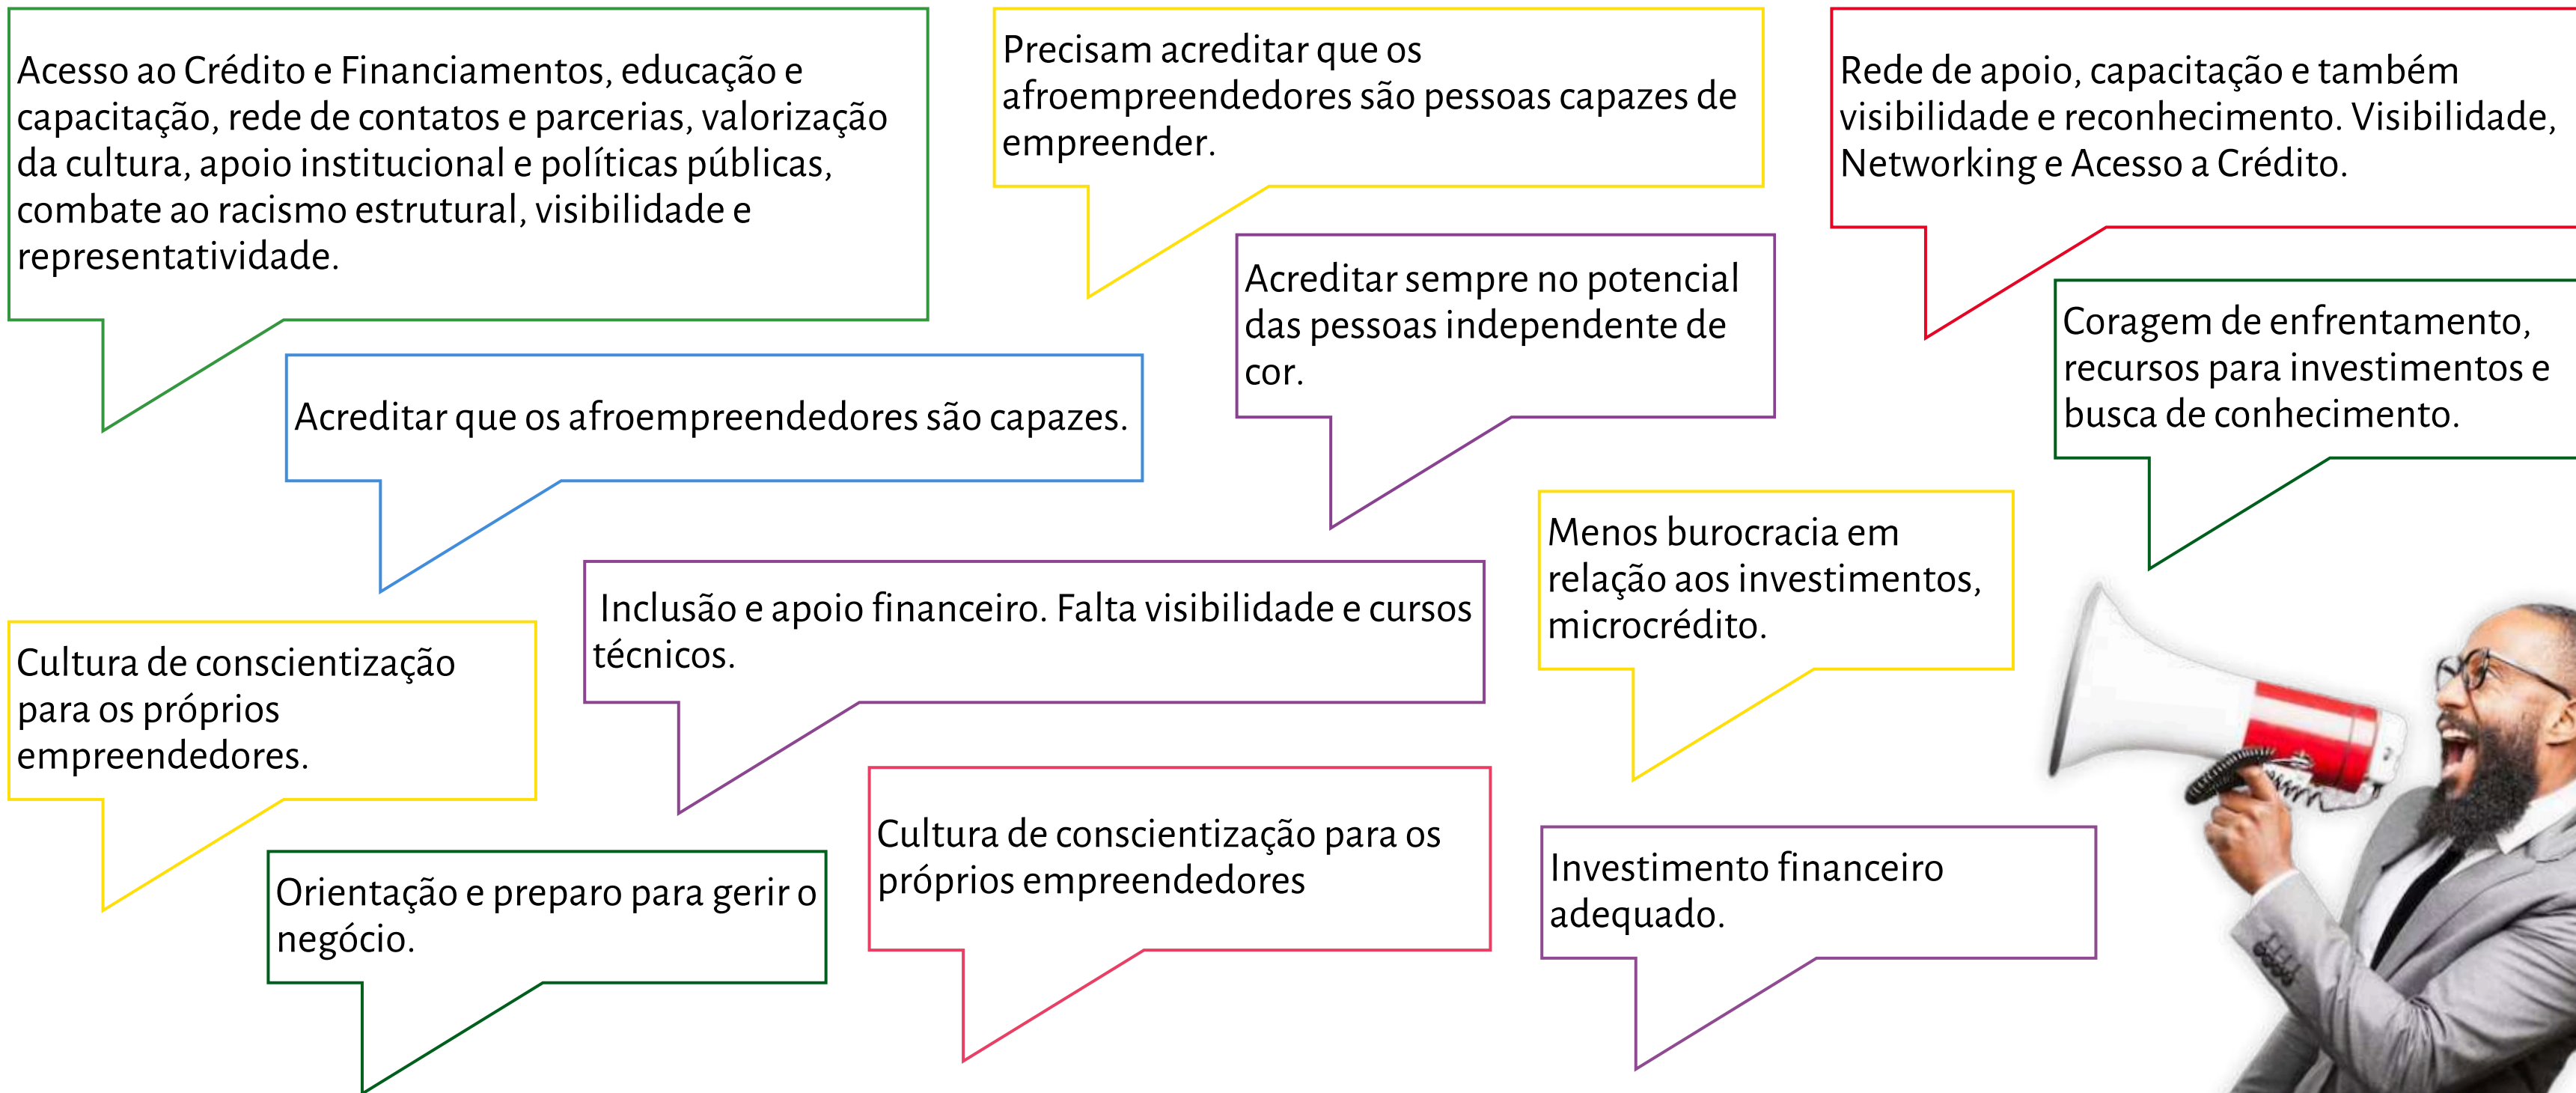 Acesso ao Crédito e Financiamentos, educação e
capacitação, rede de contatos e parcerias, valorização
da cultura, apoio institucional e políticas públicas,
combate ao racismo estrutural, visibilidade e
representatividade.
Precisam acreditar que os
afroempreendedores são pessoas capazes de
empreender.
Rede de apoio, capacitação e também
visibilidade e reconhecimento. Visibilidade,
Networking e Acesso a Crédito.
Acreditar sempre no potencial
das pessoas independente de
cor.
Coragem de enfrentamento,
recursos para investimentos e
busca de conhecimento.
Acreditar que os afroempreendedores são capazes.
Menos burocracia em
relação aos investimentos,
microcrédito.
Inclusão e apoio financeiro. Falta visibilidade e cursos
técnicos.
Cultura de conscientização
para os próprios
empreendedores.
Cultura de conscientização para os
próprios empreendedores
Investimento financeiro
adequado.
Orientação e preparo para gerir o
negócio.